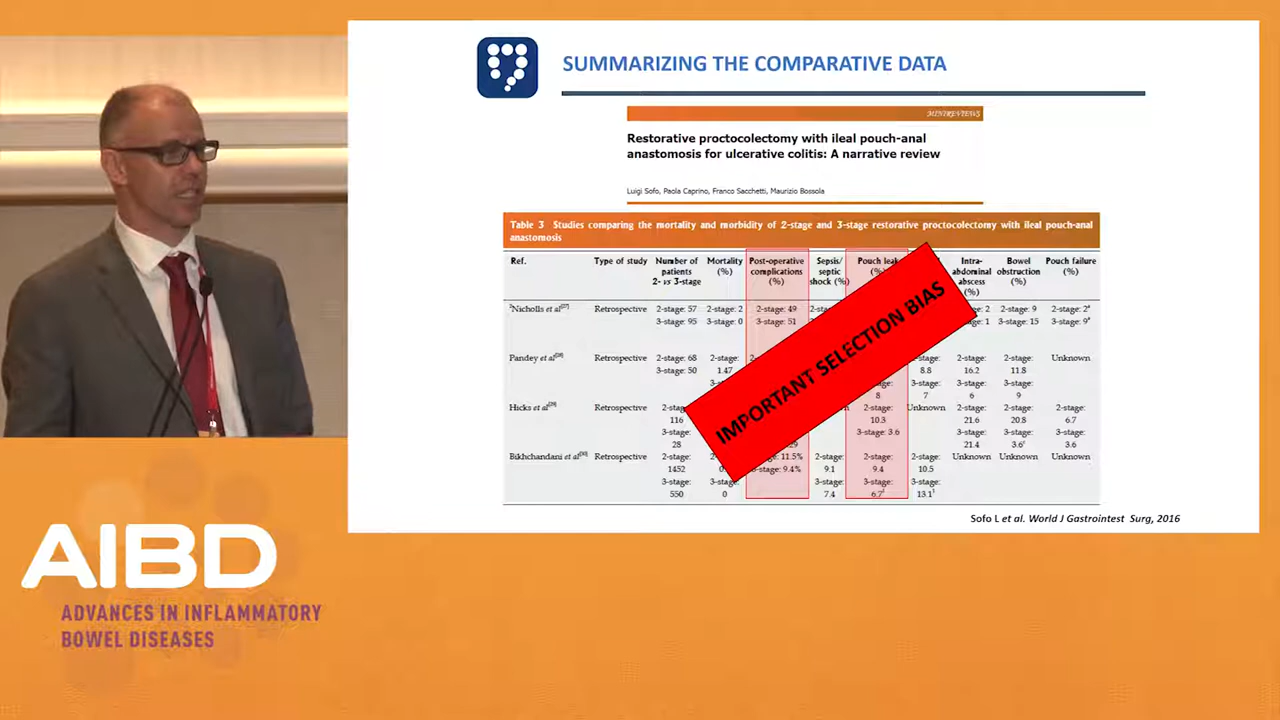 SUMMARIZING THE COMPARATIVE DATA
MINIREVIEWS
Restorative proctocolectomy with ileal pouch-anal
anastomosis for ulcerative colitis: A narrative review
Luigi Sofo, Paola Caprino, Franco Sacchetti, Maurizio Bossola
Table 3 Studies comparing the mortality and morbidity of 2-stage and 3-stage restorative proctocolectomy with ileal pouch-anal
anastomosis
Ref. Type of study Number of patients 2- vs 3-stage Mortality (%) Post-operative complications (%) Sepsis/ septic shock (%) Pouch leak Intra-abdominal abscess (%) Bowel obstruction (%) Pouch failure (%)
Nicholls et al[27] Retrospective 2-stage: 57 Mortality: 2 2-stage: 49 2 2-stage: 9 2-stage: 2
3-stage: 95 3-stage: 0 3-stage: 51 1 3-stage: 15 3-stage: 9
Pandey et al[28] Retrospective 2-stage: 68 2-stage: 2-stage: 2-stage: Unknown
3-stage: 50 1.47 8.8 16.2 11.8
3-stage: 3-stage: 3-stage:
8 7 6 9
Hicks et al[29] Retrospective 2-stage: Unknown 2-stage: 2-stage: 2-stage:
116 10.3 21.6 20.8 6.7
3-stage: 3-stage: 3.6 3-stage: 3-stage: 3-stage:
28 21.4 3.6 3.6
Bikhchandani et al[30] Retrospective 2-stage: 11.5% 2-stage: 2-stage: 2-stage: Unknown Unknown Unknown
1452 9.4% 9.1 9.4 10.5
3-stage: 3-stage: 3-stage: 3-stage:
550 0 7.4 6.7 13.1
IMPORTANT SELECTION BIAS
Sofo L et al. World J Gastrointest Surg, 2016
AIBD
ADVANCES IN INFLAMMATORY
BOWEL DISEASES